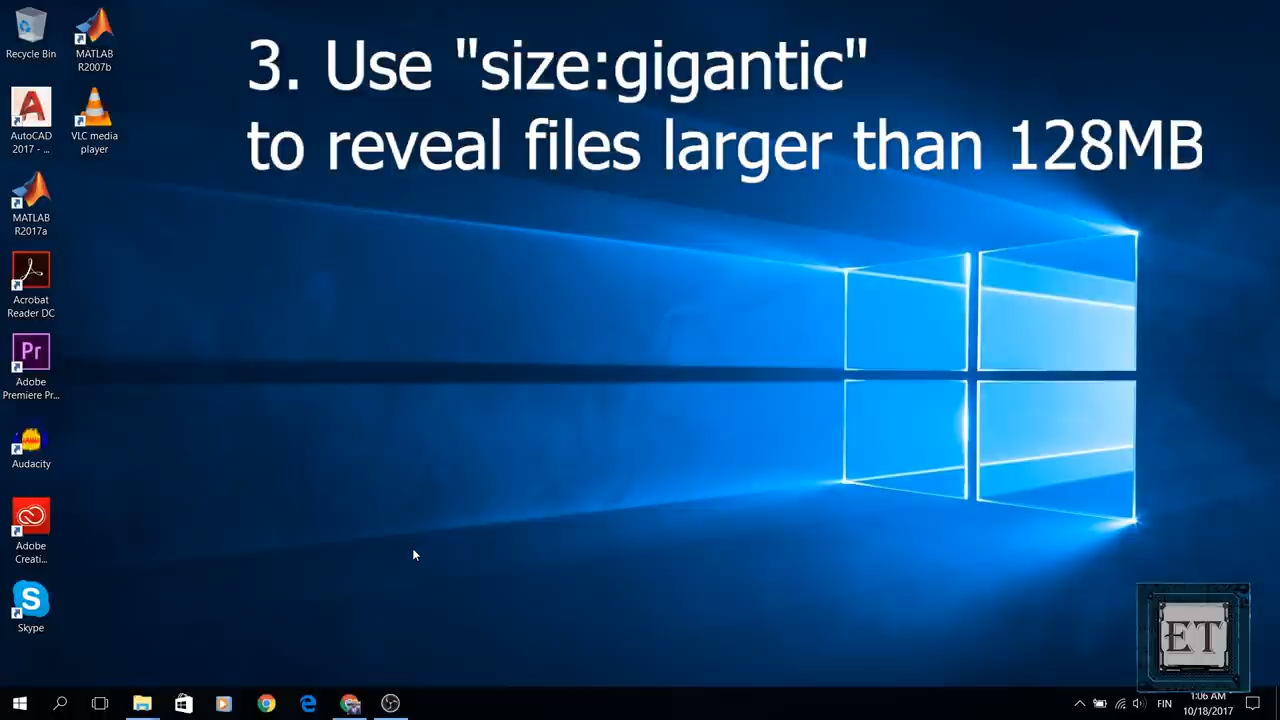 3. Use "size:gigantic"
to reveal files larger than 128MB
Recycle Bin
MATLAB
R2007b
AutoCAD
2017 - ...
VLC media
player
MATLAB
R2017a
Acrobat
Reader DC
Pr
Adobe
Premiere Pr...
Audacity
Adobe
Creati...
S
Skype
ET
FIN
1:06 AM
10/18/2017